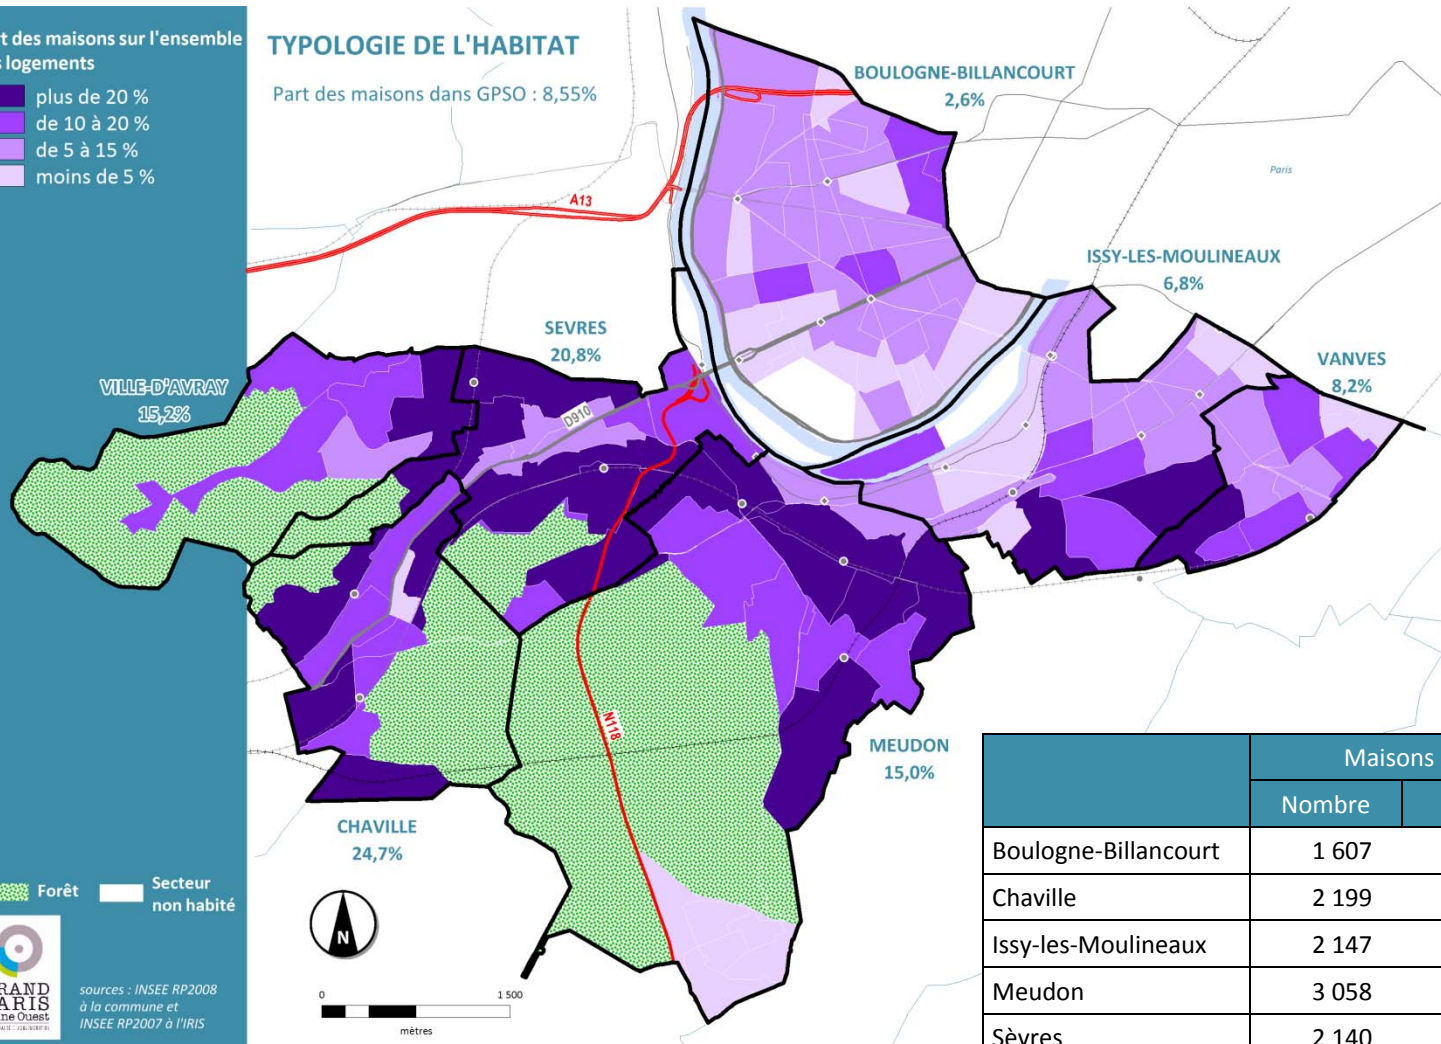 t des maisons sur l'ensemble
s logements
plus de 20 %
de 10 à 20 %
de 5 à 15 %
moins de 5 %
TYPOLOGIE DE L'HABITAT
Part des maisons dans GPSO : 8,55%
BOULOGNE-BILLANCOURT
2,6%
Paris
A13
ISSY-LES-MOULINEAUX
6,8%
SEVRES
20,8%
VANVES
8,2%
VILLE-D'AVRAY
15,2%
D910
N118
MEUDON
15,0%
CHAVILLE
24,7%
Forêt
Secteur
non habité
N
0 1 500
mètres
RAND
ARIS
ne Ouest
sources : INSEE RP2008
à la commune et
INSEE RP2007 à l'IRIS
Maisons
Nombre
Boulogne-Billancourt 1 607
Chaville 2 199
Issy-les-Moulineaux 2 147
Meudon 3 058
Sèvres 2 140